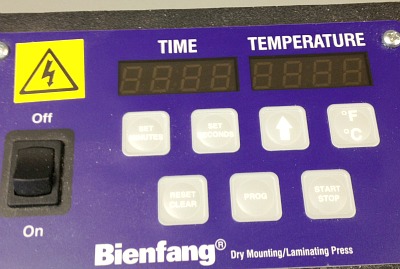 TIME
TEMPERATURE
Off
On
SET
MINUTES
SET
SECONDS
°F
°C
RESET
CLEAR
PROG
START
STOP
Bienfang® Dry Mounting/Laminating Press